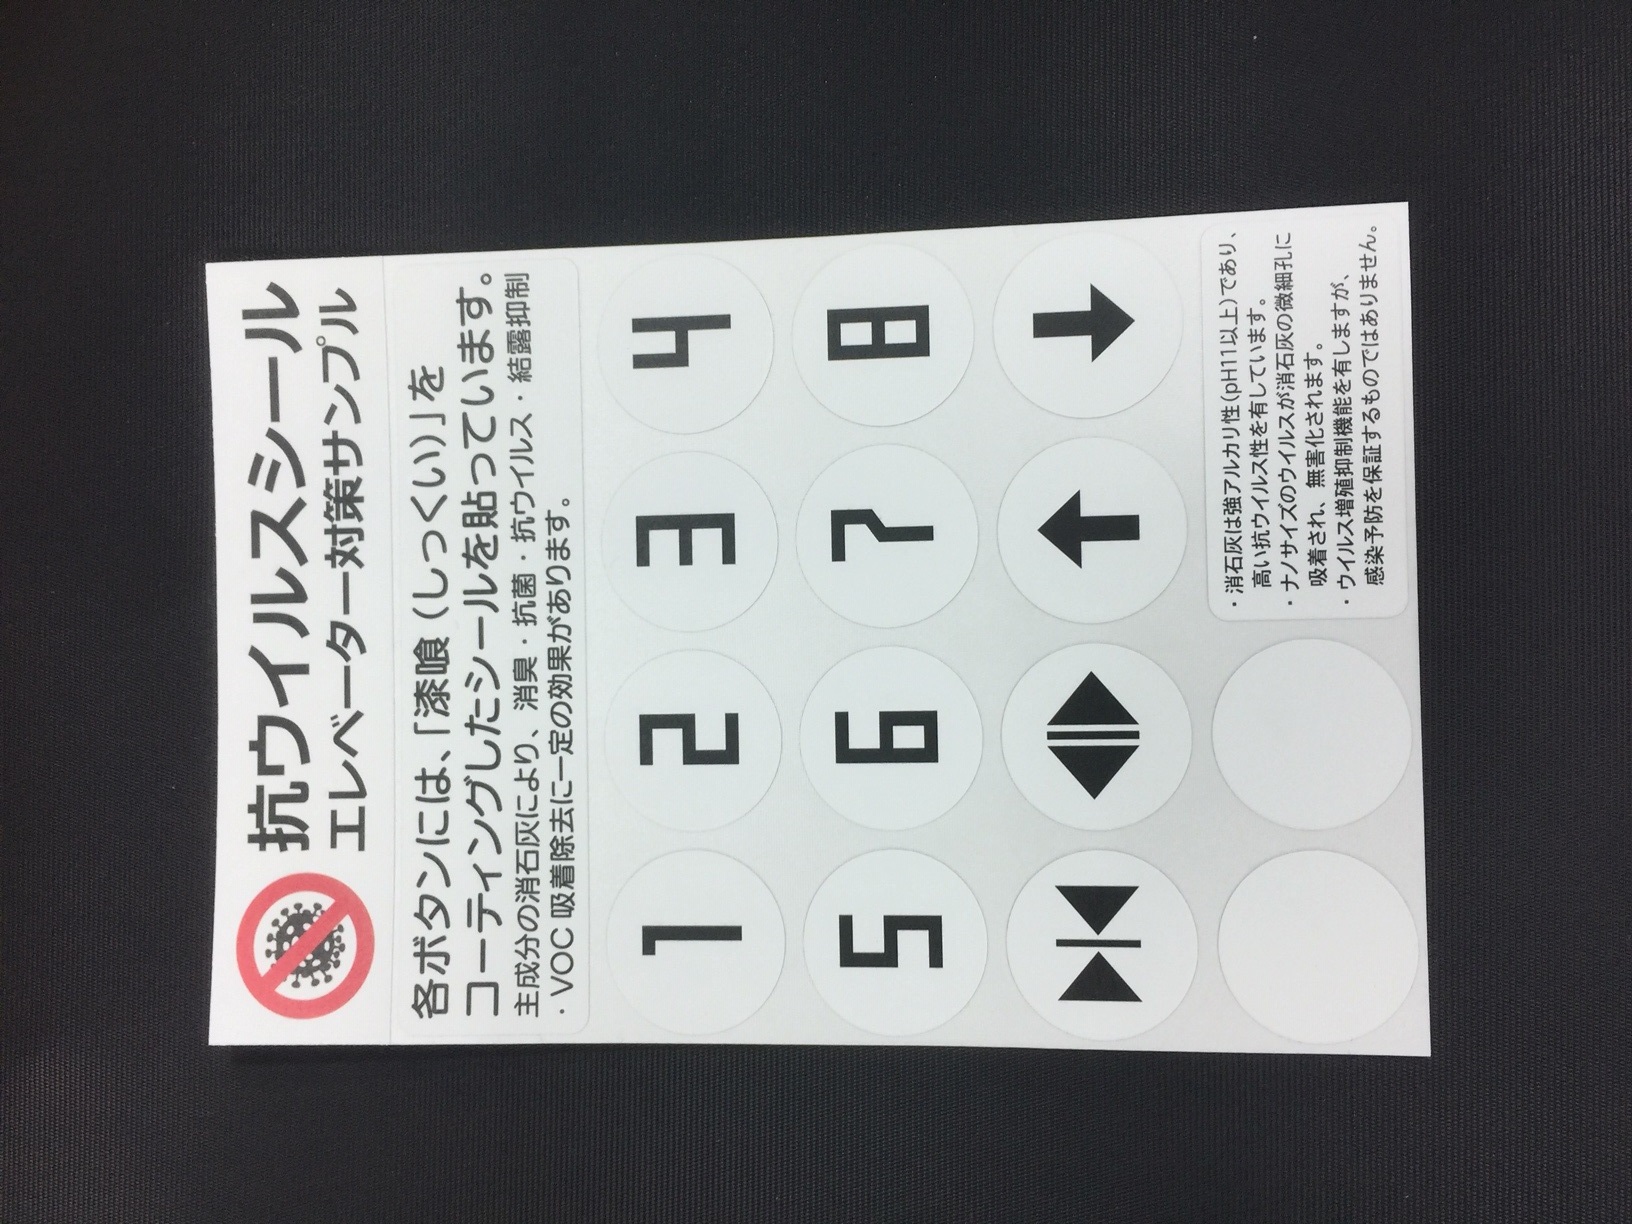 抗ウイルスシール
エレベーター対策サンプル
各ボタンには、「漆喰（しっくい）」を
コーティングしたシールを貼っています。
主成分の消石灰により、消臭・抗菌・抗ウイルス・結露抑制
・VOC 吸着除去に一定の効果があります。
1 2 3 4
5 6 7 8
・消石灰は強アルカリ性（pH11以上）であり、
高い抗ウイルス性を有しています。
・ナノサイズのウイルスが消石灰の微細孔に
吸着され、無害化されます。
・ウイルス増殖抑制機能を有しますが、
感染予防を保証するものではありません。